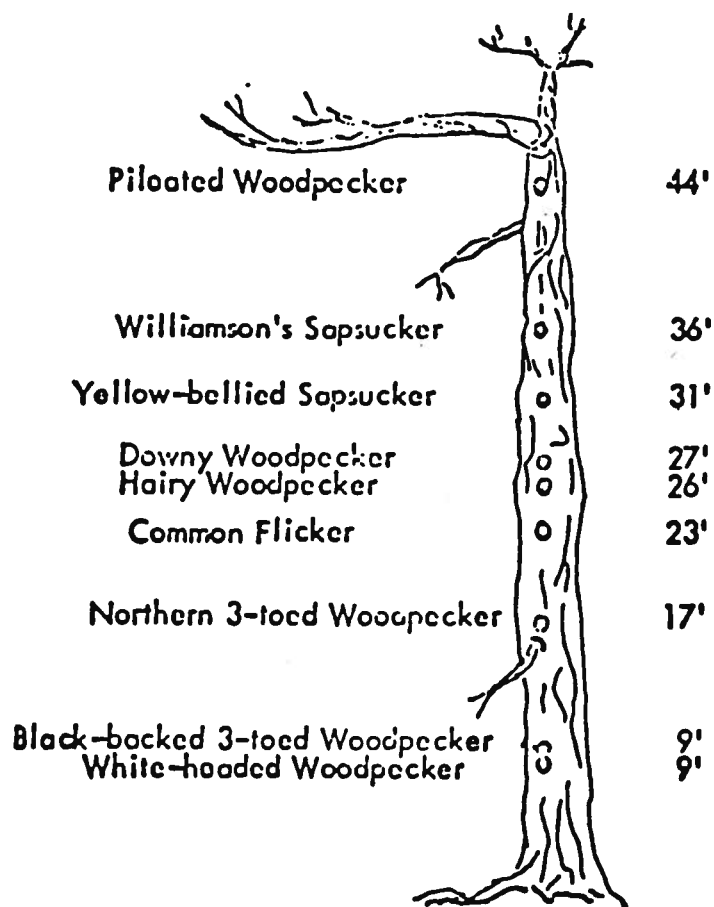 Pileated Woodpecker 44'
Williamson's Sapsucker 36'
Yellow-bellied Sapsucker 31'
Downy Woodpecker 27'
Hairy Woodpecker 26'
Common Flicker 23'
Northern 3-toed Woodpecker 17'
Black-backed 3-toed Woodpecker 9'
White-headed Woodpecker 9'